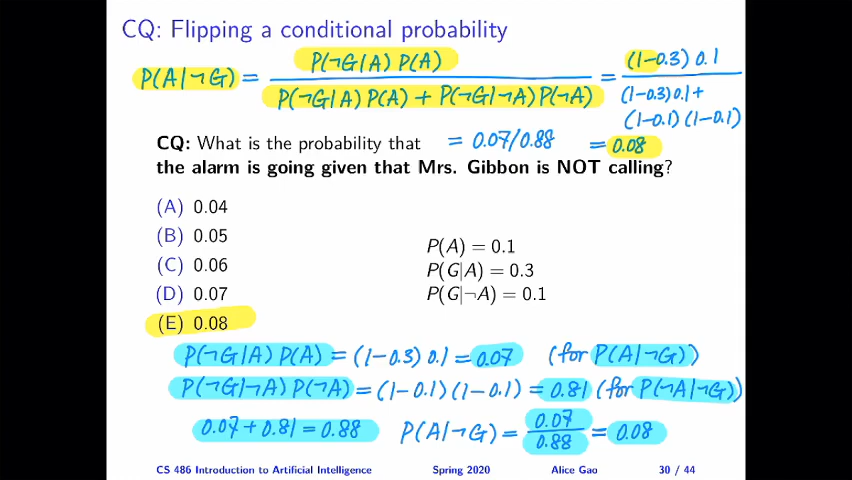 CQ: Flipping a conditional probability
P(A|¬G) = P(¬G|A) P(A) / P(¬G|A) P(A) + P(¬G|¬A) P(¬A) = (1-0.3) 0.1 / (1-0.3) 0.1 + (1-0.1) (1-0.1)
CQ: What is the probability that = 0.07/0.88 = 0.08
the alarm is going given that Mrs. Gibbon is NOT calling?
(A) 0.04
(B) 0.05
(C) 0.06
(D) 0.07
(E) 0.08
P(A) = 0.1
P(G|A) = 0.3
P(G|¬A) = 0.1
P(¬G|A) P(A) = (1-0.3) 0.1 = 0.07 (for P(A|¬G))
P(¬G|¬A) P(¬A) = (1-0.1) (1-0.1) = 0.81 (for P(¬A|¬G))
0.07 + 0.81 = 0.88 P(A|¬G) = 0.07 / 0.88 = 0.08
CS 486 Introduction to Artificial Intelligence Spring 2020 Alice Gao 30 / 44